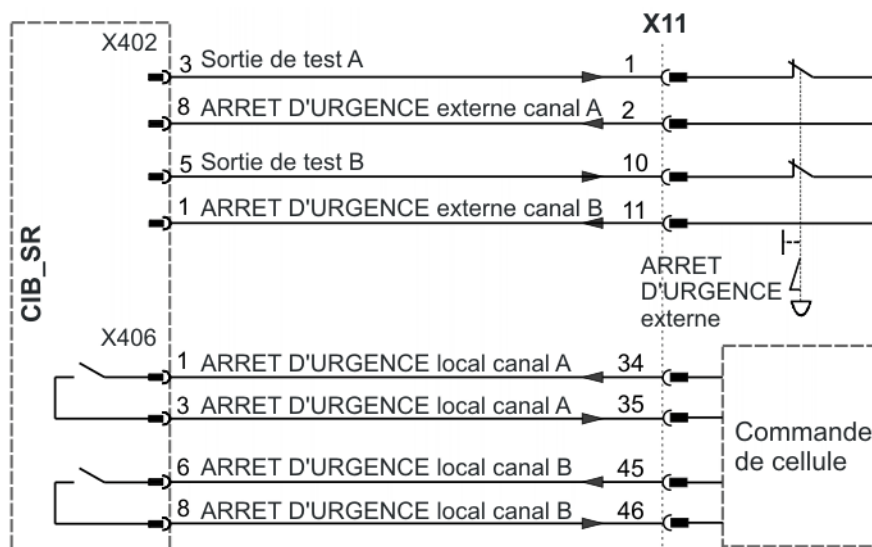 X11
X402
3 Sortie de test A 1
8 ARRET D'URGENCE externe canal A 2
5 Sortie de test B 10
1 ARRET D'URGENCE externe canal B 11
CIB_SR
ARRET
D'URGENCE
externe
X406
1 ARRET D'URGENCE local canal A 34
3 ARRET D'URGENCE local canal A 35
6 ARRET D'URGENCE local canal B 45
8 ARRET D'URGENCE local canal B 46
Commande
de cellule